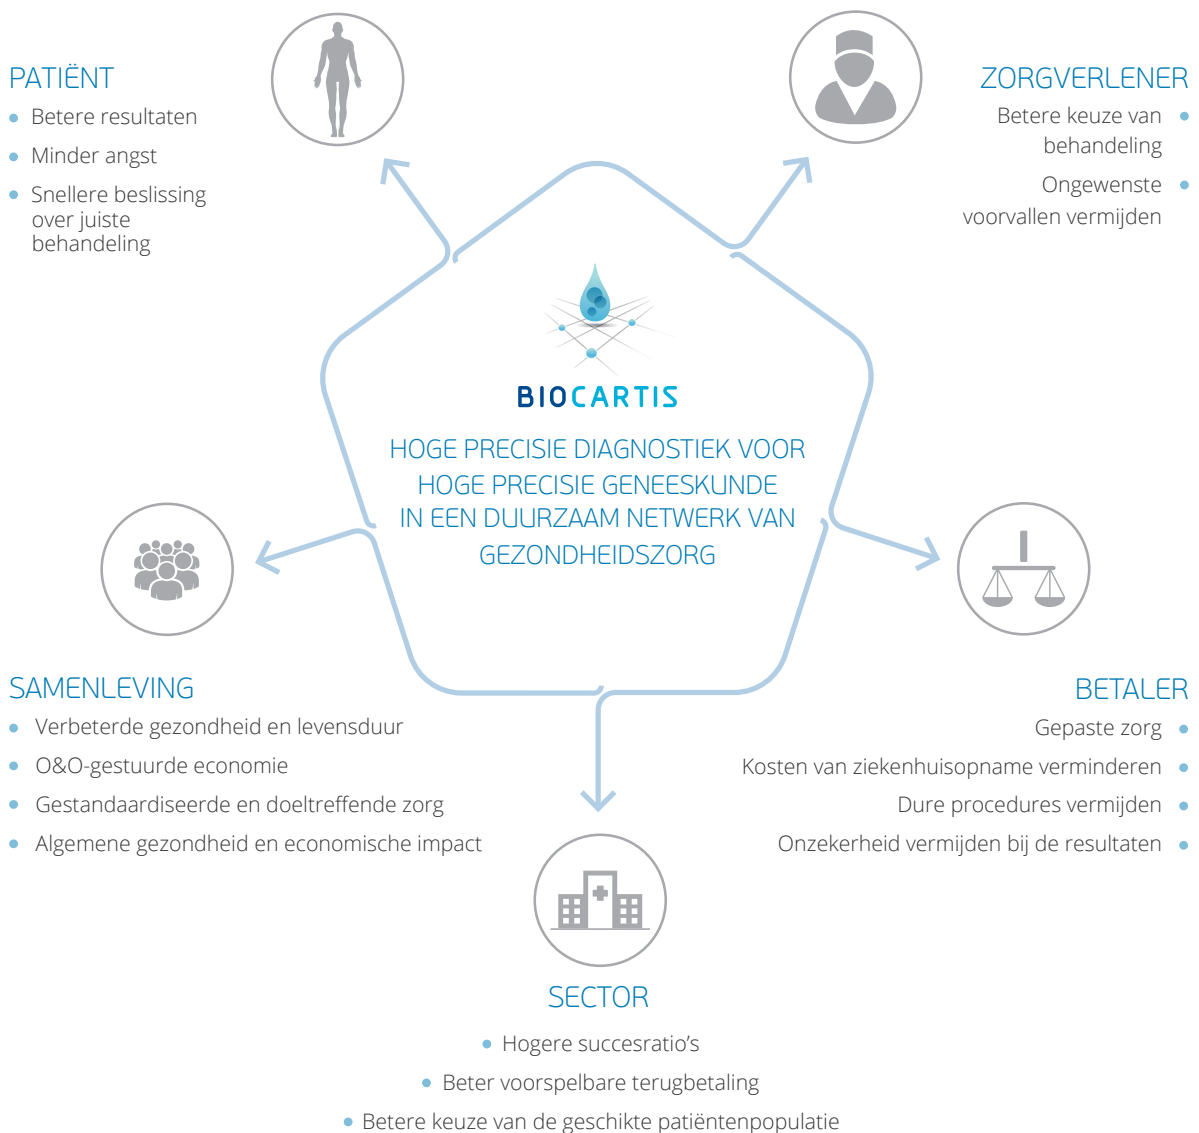 PATIËNT
Betere resultaten
Minder angst
Snellere beslissing
over juiste
behandeling
ZORGVERLENER
Betere keuze van
behandeling
Ongewenste
voorvallen vermijden
BIOCARTIS
HOGE PRECISIE DIAGNOSTIEK VOOR
HOGE PRECISIE GENEESKUNDE
IN EEN DUURZAAM NETWERK VAN
GEZONDHEIDSZORG
SAMENLEVING
Verbeterde gezondheid en levensduur
O&O-gestuurde economie
Gestandaardiseerde en doeltreffende zorg
Algemene gezondheid en economische impact
BETALER
Gepaste zorg
Kosten van ziekenhuisopname verminderen
Dure procedures vermijden
Onzekerheid vermijden bij de resultaten
SECTOR
Hogere succesratio’s
Beter voorspelbare terugbetaling
Betere keuze van de geschikte patiëntenpopulatie